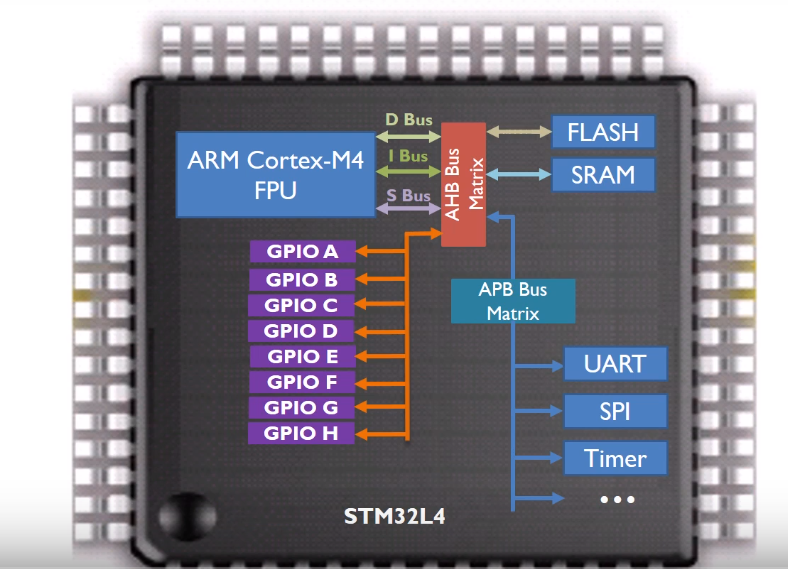 D Bus
ARM Cortex-M4
FPU
I Bus
S Bus
AHB Bus
Matrix
FLASH
SRAM
GPIO A
GPIO B
GPIO C
GPIO D
GPIO E
GPIO F
GPIO G
GPIO H
APB Bus
Matrix
UART
SPI
Timer
•••
STM32L4